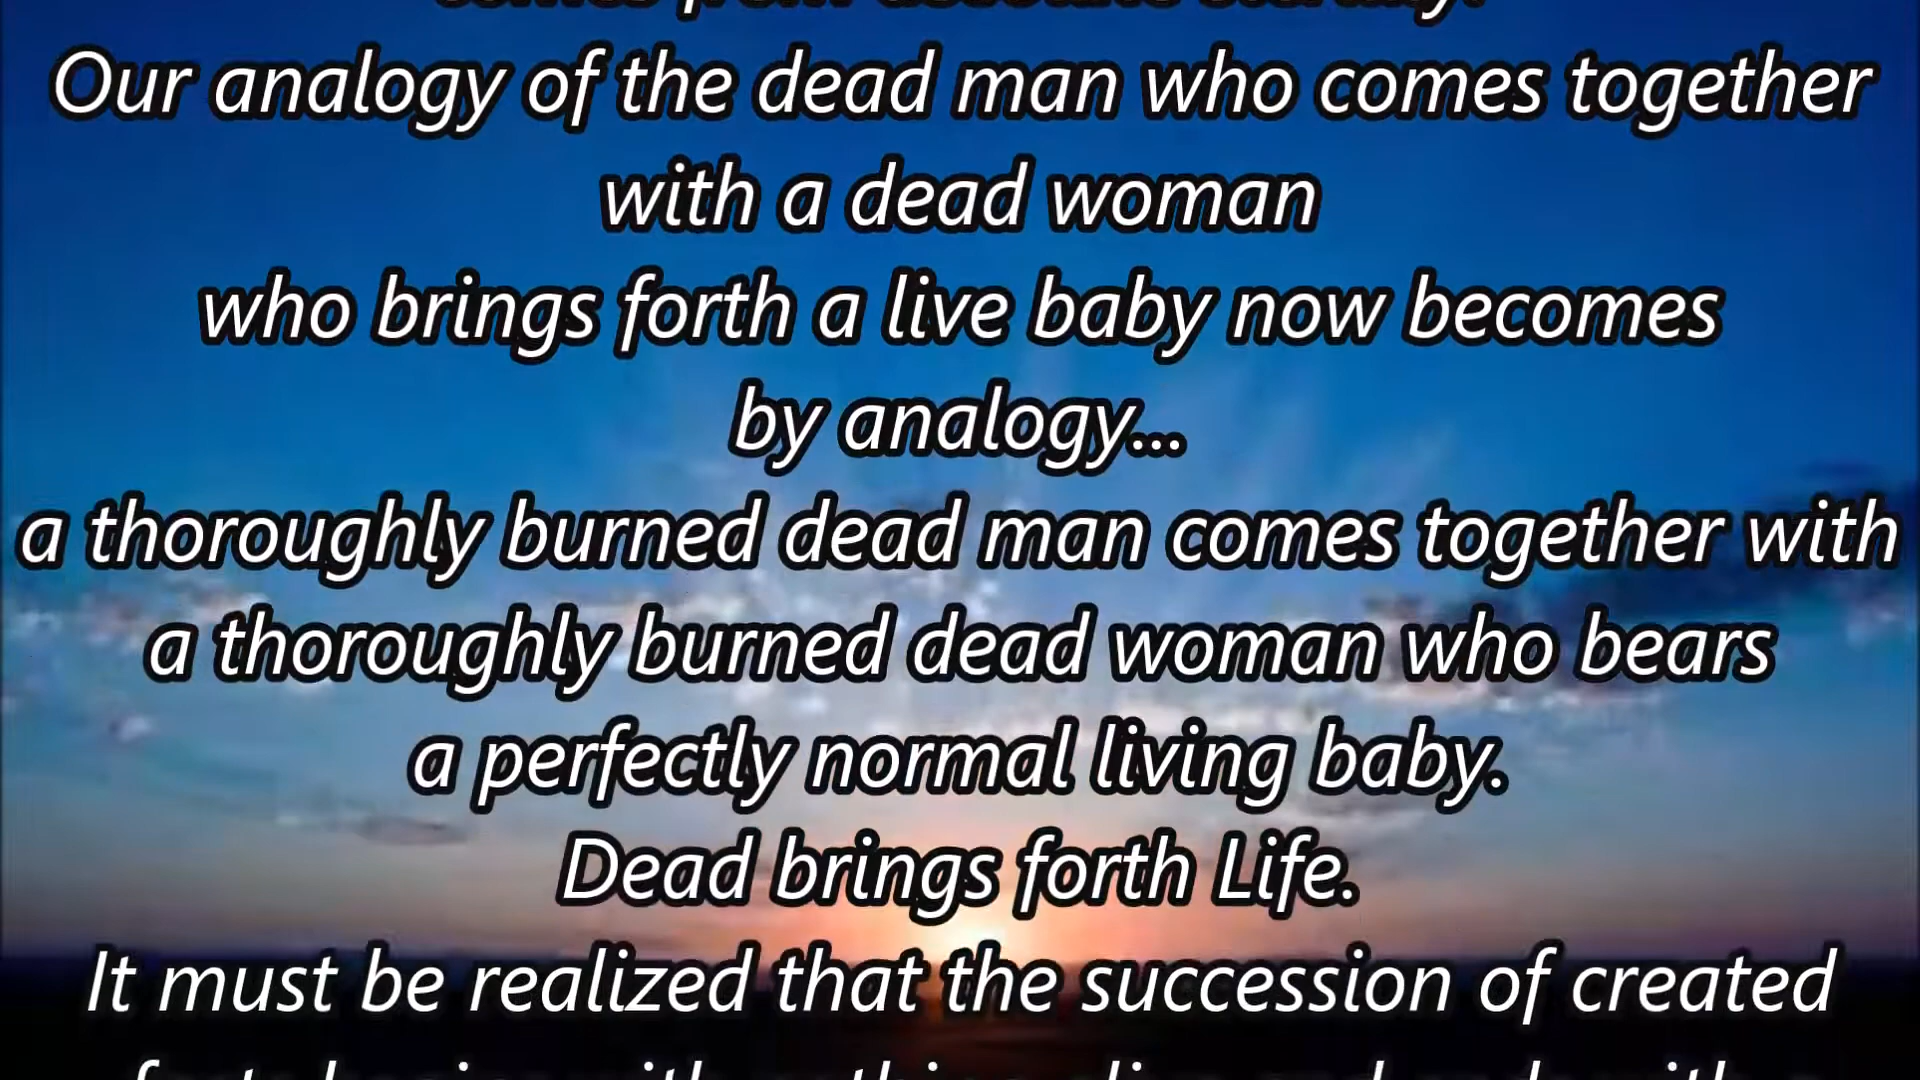 Our analogy of the dead man who comes together
with a dead woman
who brings forth a live baby now becomes
by analogy...
a thoroughly burned dead man comes together with
a thoroughly burned dead woman who bears
a perfectly normal living baby.
Dead brings forth Life.
It must be realized that the succession of created